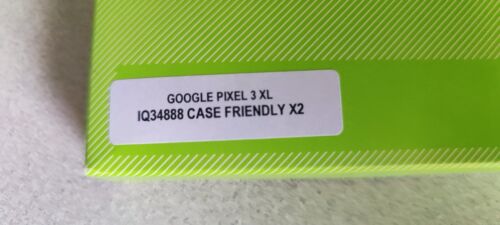 GOOGLE PIXEL 3 XL
IQ34888 CASE FRIENDLY X2